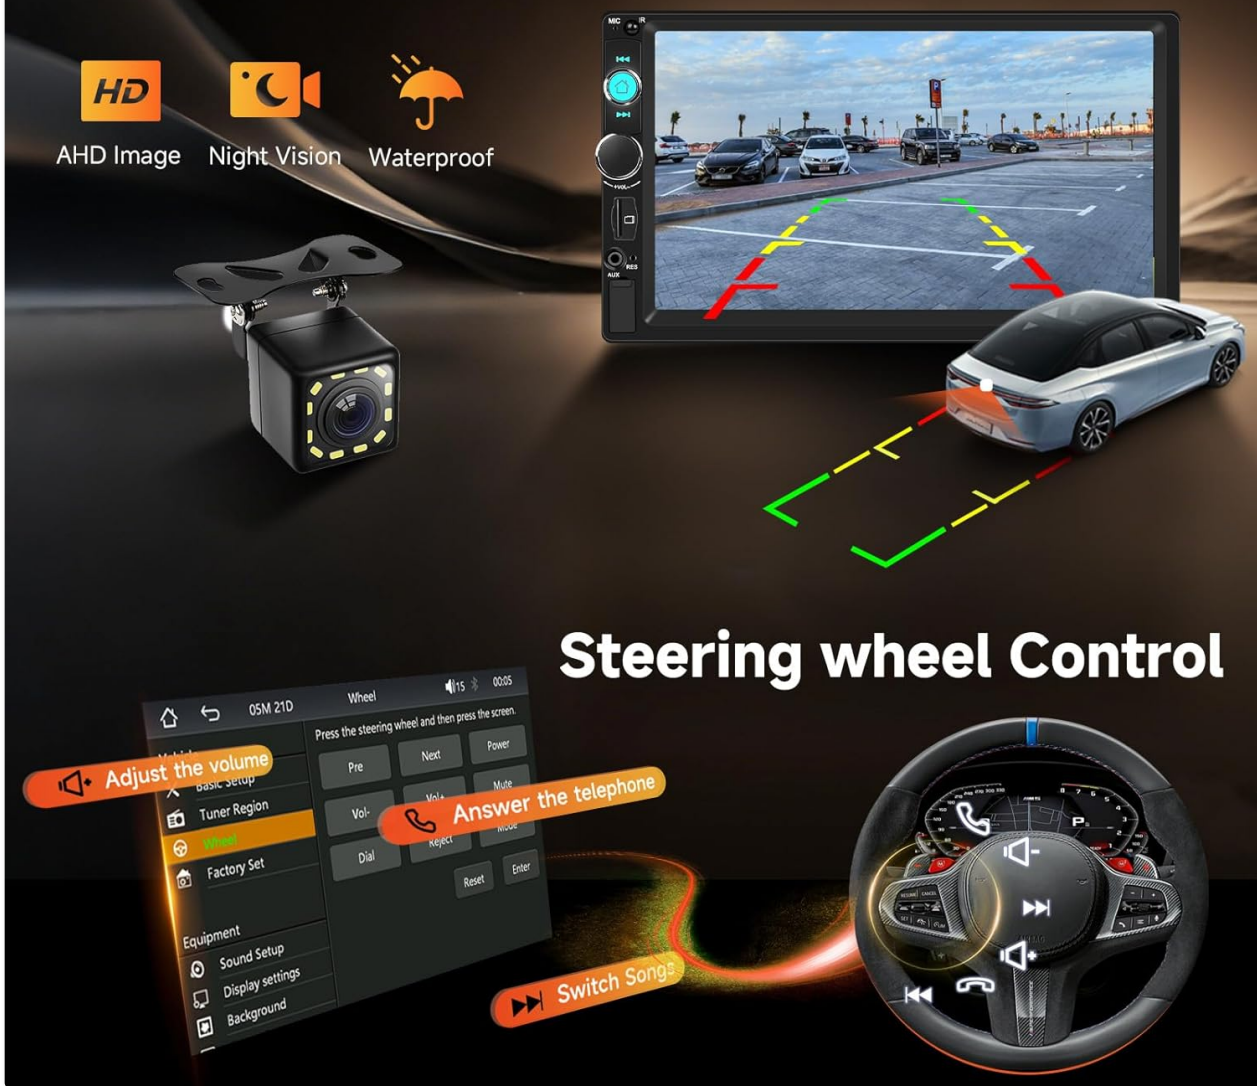 MIC
HD
AHD Image
Night Vision
Waterproof
+VOL-
AUX
RES
Steering wheel Control
05M 21D
Wheel
15
00:05
Press the steering wheel and then press the screen.
Adjust the volume
Basic Setup
Tuner Region
Wheel
Factory Set
Equipment
Sound Setup
Display settings
Background
Pre
Next
Power
Vol-
Vol+
Mute
Answer the telephone
Dial
Reject
Mode
Reset
Enter
Switch Songs
P